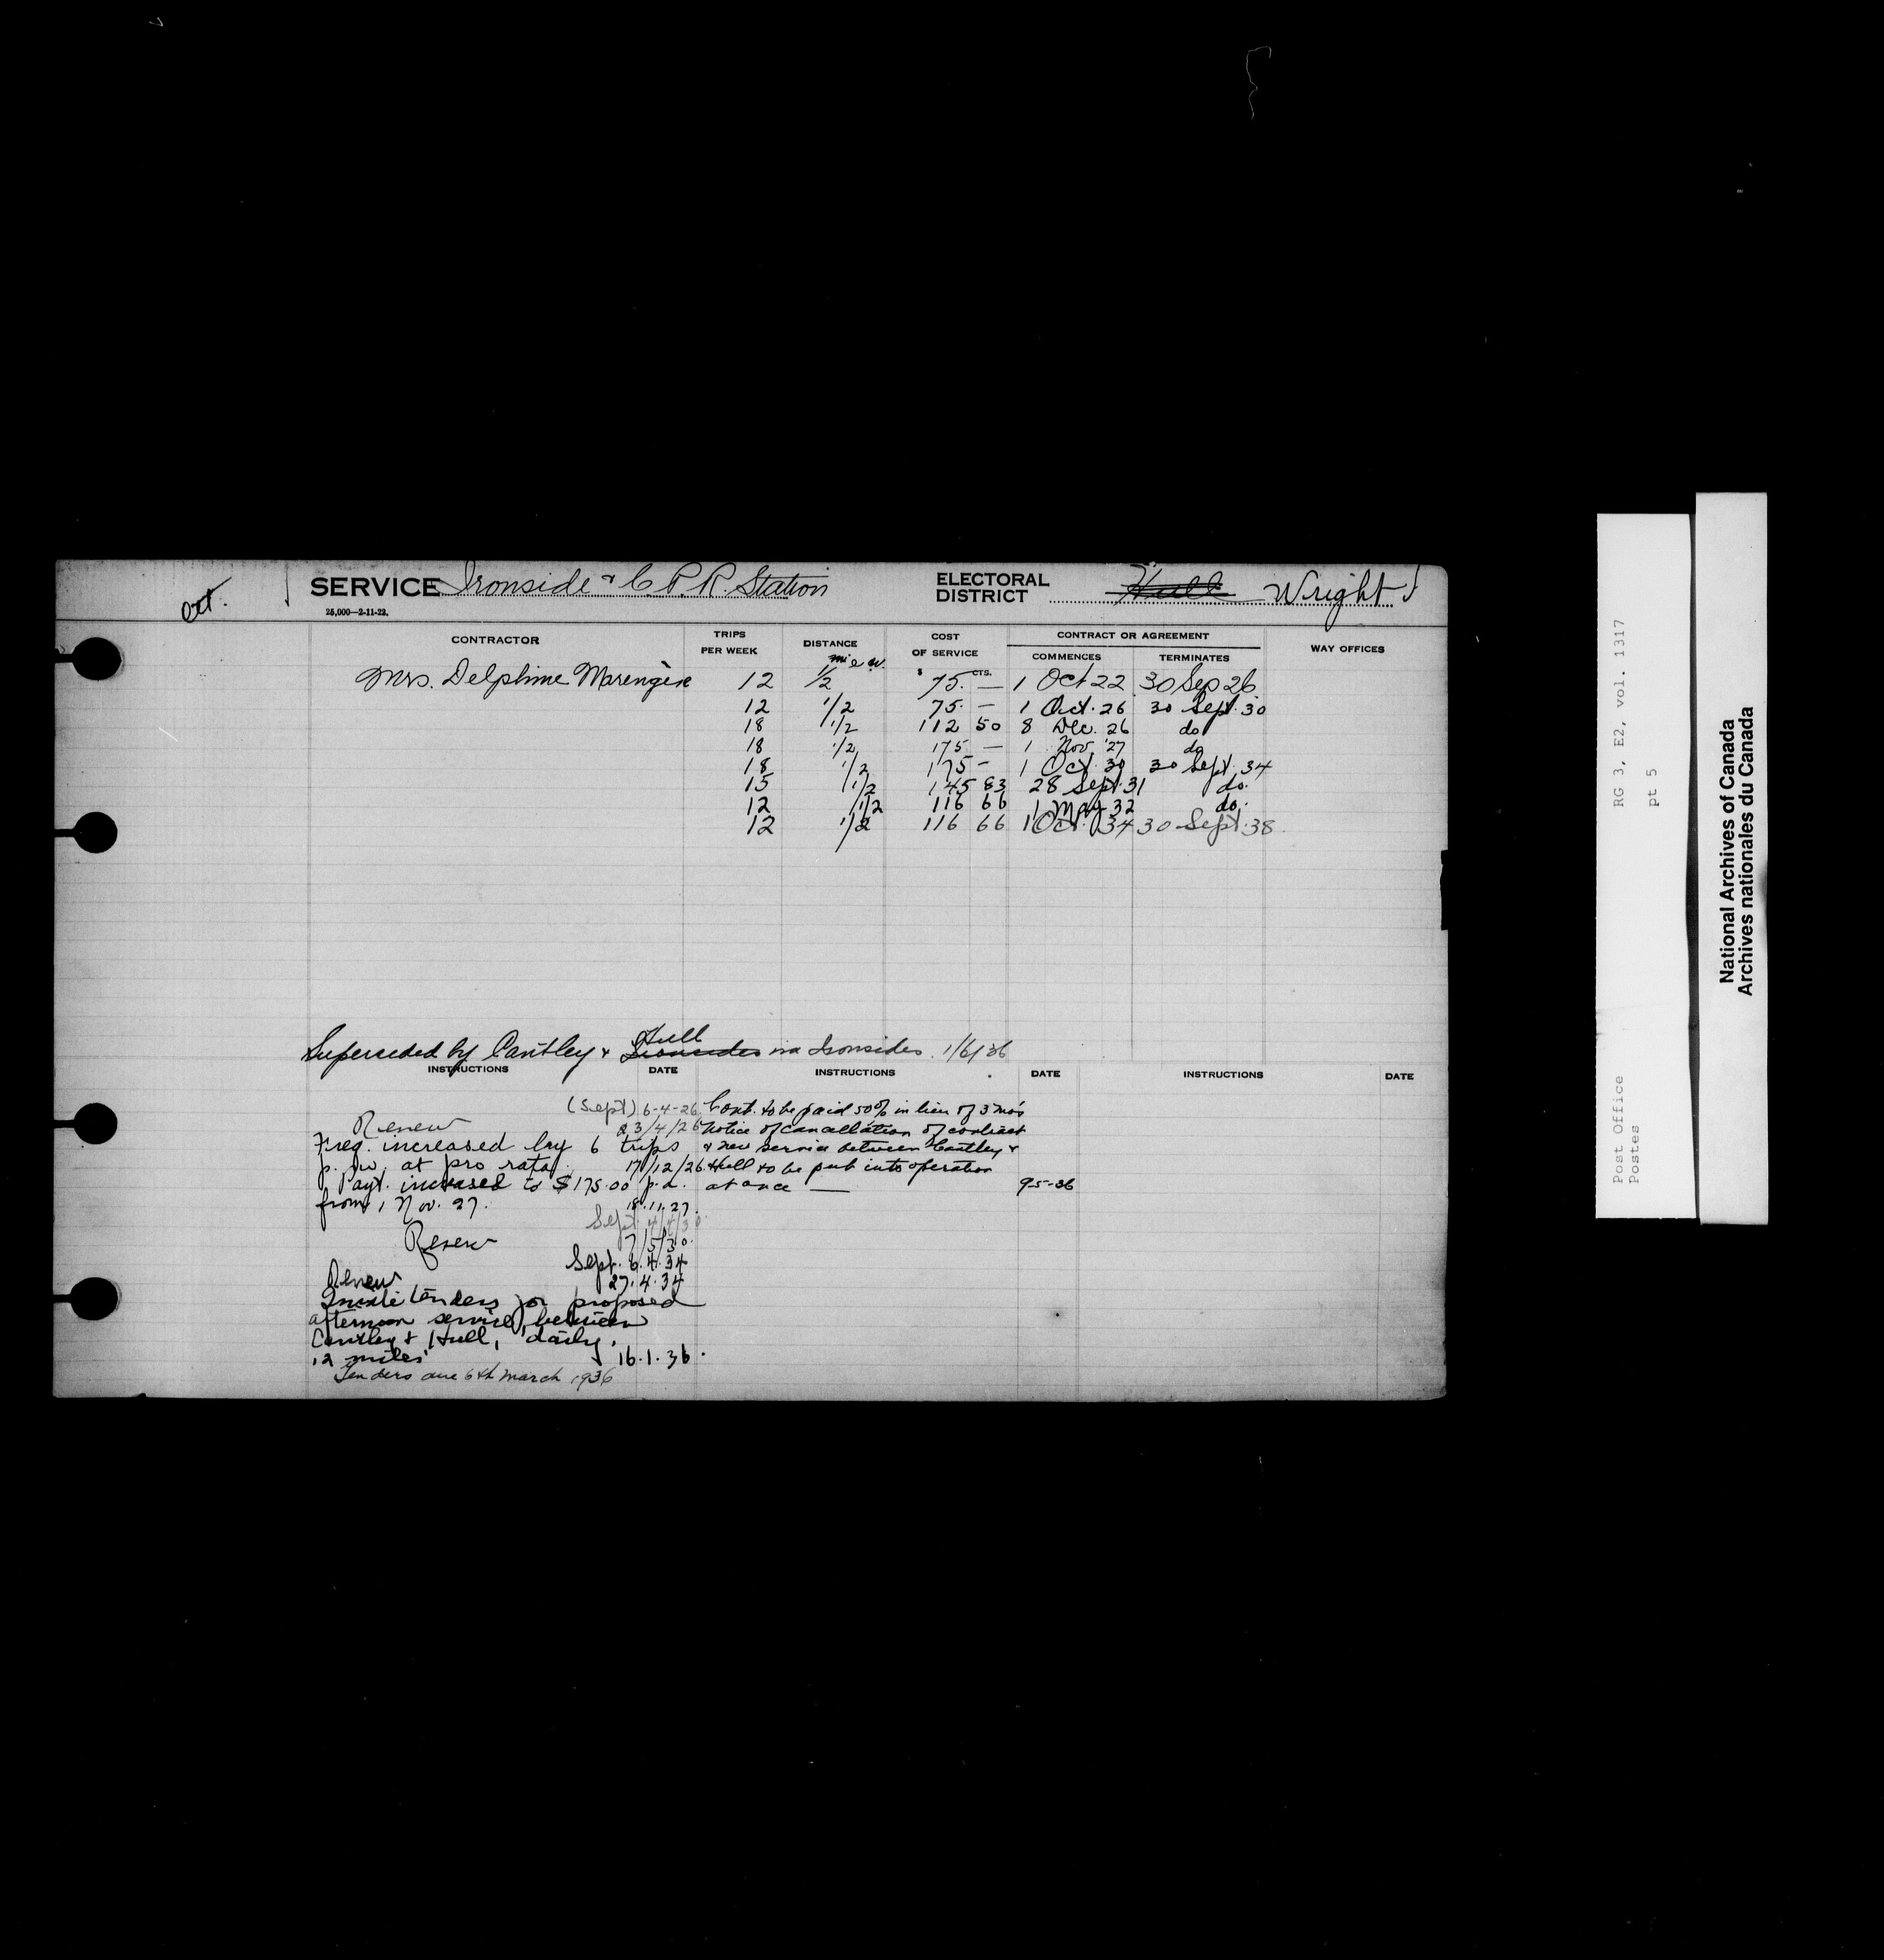 Oct.
SERVICE Ironside & C.P.R. Station
25,000—2-11-22.
ELECTORAL DISTRICT Hull Wright
CONTRACTOR TRIPS PER WEEK DISTANCE COST OF SERVICE CONTRACT OR AGREEMENT WAY OFFICES
$ CTS. COMMENCES TERMINATES
Mrs. Delphine 12 1/2 75. — 1 Oct 22 30 Sep 26
12 1/2 75. — 1 Oct. 26 30 Sept. 30
18 1/2 112 50 8 Dec. 26 do
18 1/2 175 — 1 Nov '27 do
18 1/2 175 — 1 Oct. 30 30 Sept. 34
15 1/2 145 83 28 Sept. 31 do.
12 1/2 116 66 1 May 32 do.
12 1/2 116 66 1 Oct. 34 30 Sept. 38.
Hull
Superseded by Cantley & Ironsides via Ironsides. 1/6/36
INSTRUCTIONS DATE INSTRUCTIONS DATE INSTRUCTIONS DATE
(Sept) 6-4-26
Renew 23/4/26
Freq. increased by 6 trips
p. w. at pro rata. 17/12/26
Payt. increased to $175.00 p.a.
from 1 Nov. 27. 18.11.27.
Sept 4/4/30
Renew 7/5/30.
Sept. 6.4.34
Renew 27.4.34
Invite tenders for proposed
afternoon service between
Cantley & Hull, daily,
12 miles 16.1.36.
Tenders due 6th March 1936
Cont. to be paid 50% in lieu of 3 mos
notice of cancellation of contract
& new service between Cantley &
Hull to be put into operation
at once — 9-5-36
RG 3, E2, vol. 1317
pt 5
Post Office
Postes
National Archives of Canada
Archives nationales du Canada